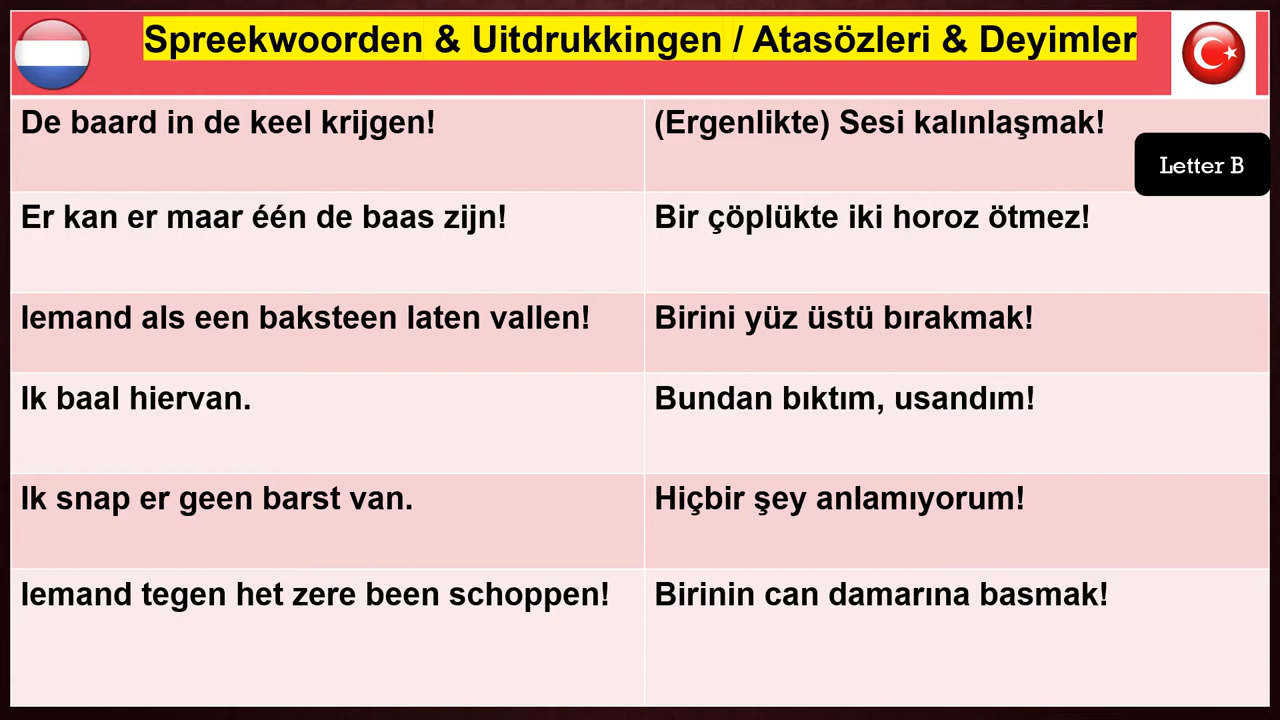 Spreekwoorden & Uitdrukkingen / Atasözleri & Deyimler
De baard in de keel krijgen!
(Ergenlikte) Sesi kalınlaşmak!
Letter B
Er kan er maar één de baas zijn!
Bir çöplükte iki horoz ötmez!
Iemand als een baksteen laten vallen!
Birini yüz üstü bırakmak!
Ik baal hiervan.
Bundan bıktım, usandım!
Ik snap er geen barst van.
Hiçbir şey anlamıyorum!
Iemand tegen het zere been schoppen!
Birinin can damarına basmak!